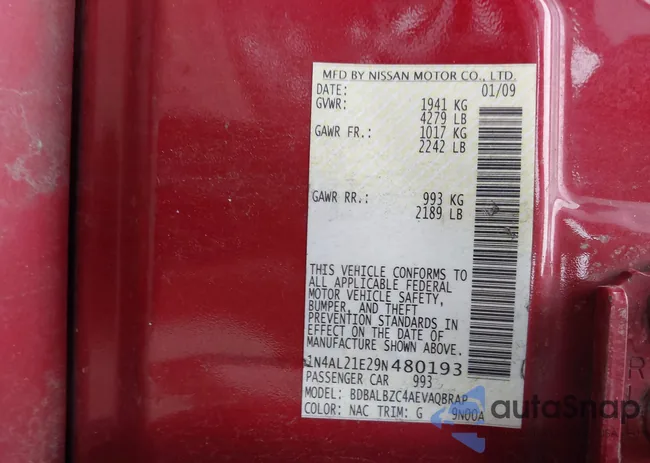 MFD BY NISSAN MOTOR CO., LTD.
DATE: 01/09
GVWR: 1941 KG
4279 LB
GAWR FR.: 1017 KG
2242 LB
GAWR RR.: 993 KG
2189 LB
THIS VEHICLE CONFORMS TO
ALL APPLICABLE FEDERAL
MOTOR VEHICLE SAFETY,
BUMPER, AND THEFT
PREVENTION STANDARDS IN
EFFECT ON THE DATE OF
MANUFACTURE SHOWN ABOVE.
1N4AL21E29N480193
PASSENGER CAR 993
MODEL: BDBALBZC4AEVAQBRAP
COLOR: NAC TRIM: G 9N00A
autoSnap